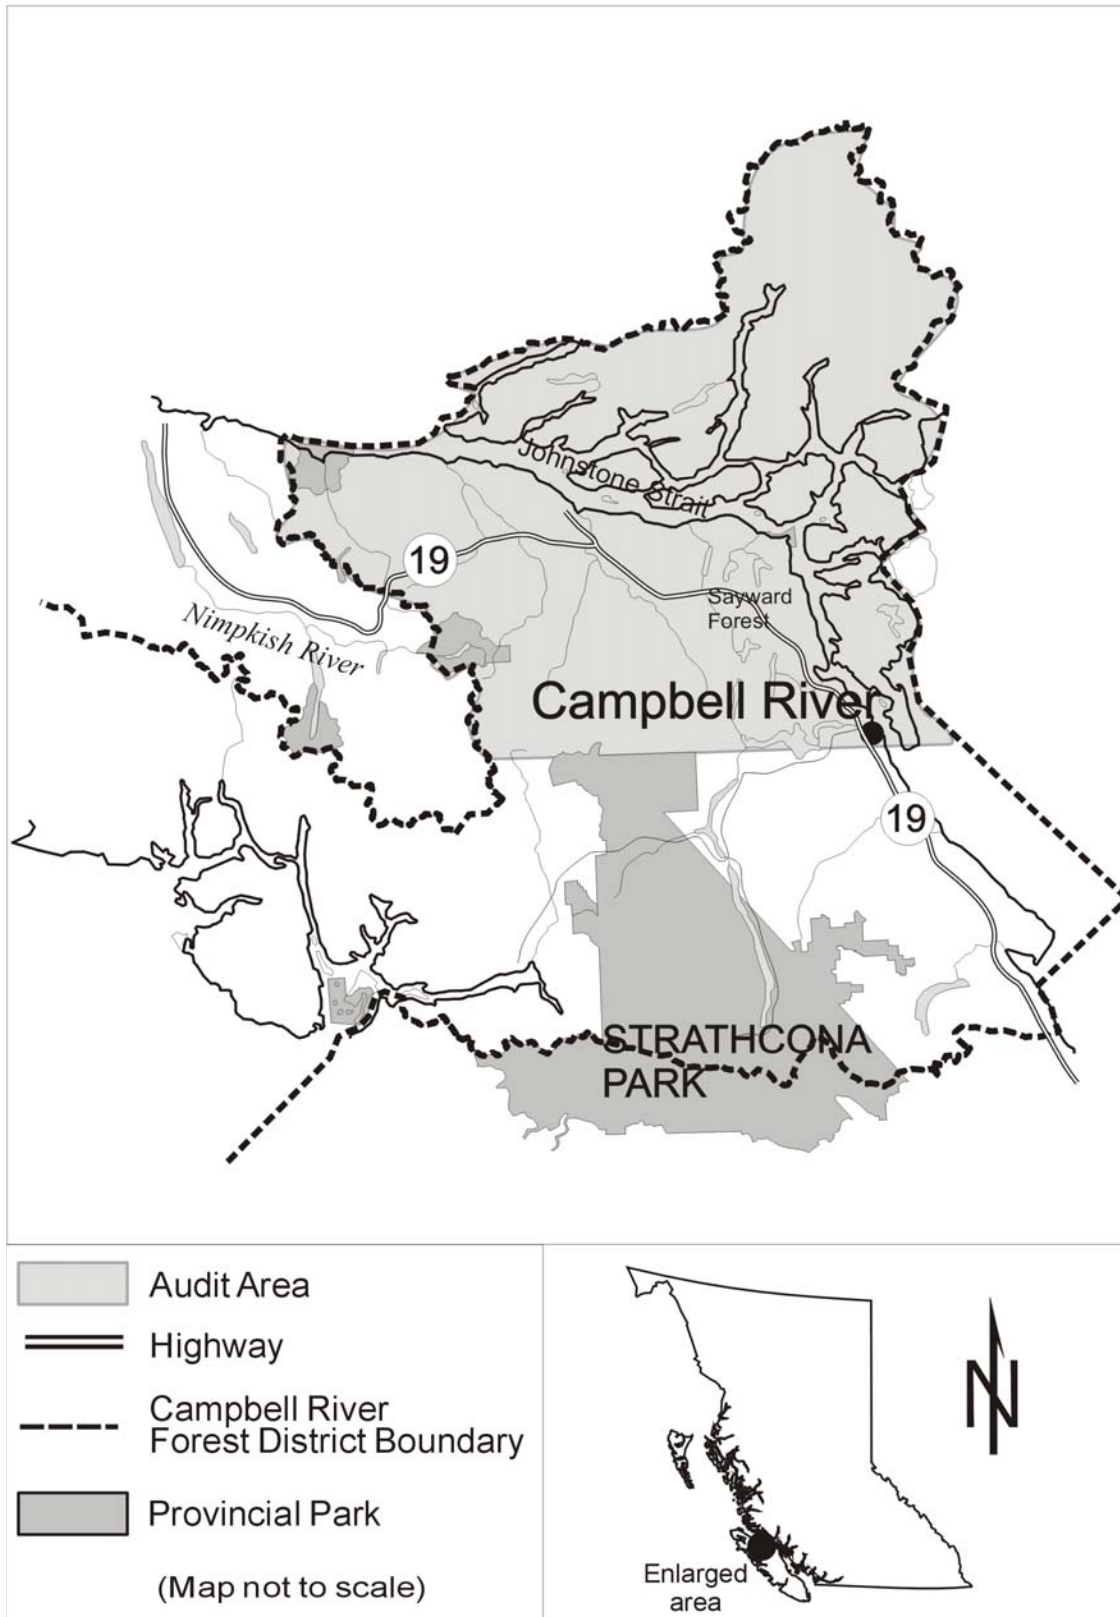 Johnstone Strait
19
Sayward
Forest
Nimpkish River
Campbell River
19
STRATHCONA
PARK
Audit Area
Highway
Campbell River
Forest District Boundary
Provincial Park
(Map not to scale)
Enlarged
area
N